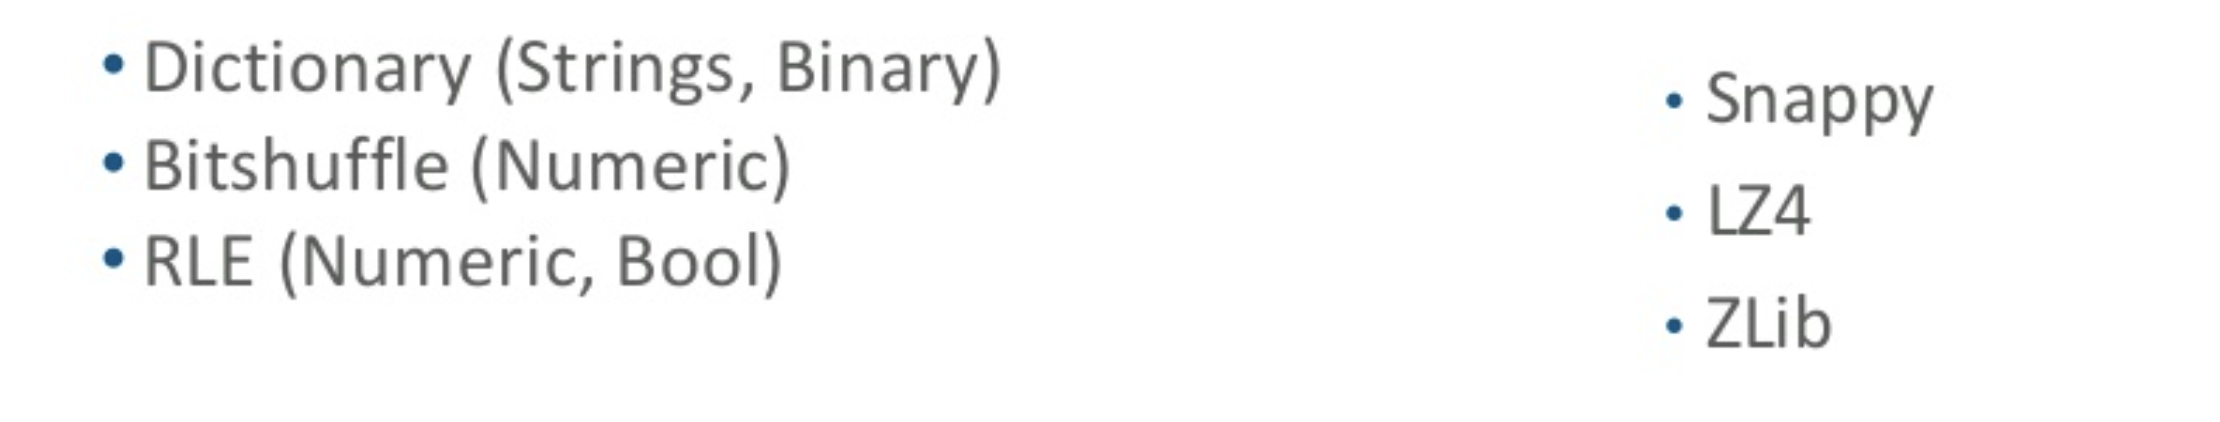 • Dictionary (Strings, Binary)
• Bitshuffle (Numeric)
• RLE (Numeric, Bool)
• Snappy
• LZ4
• ZLib